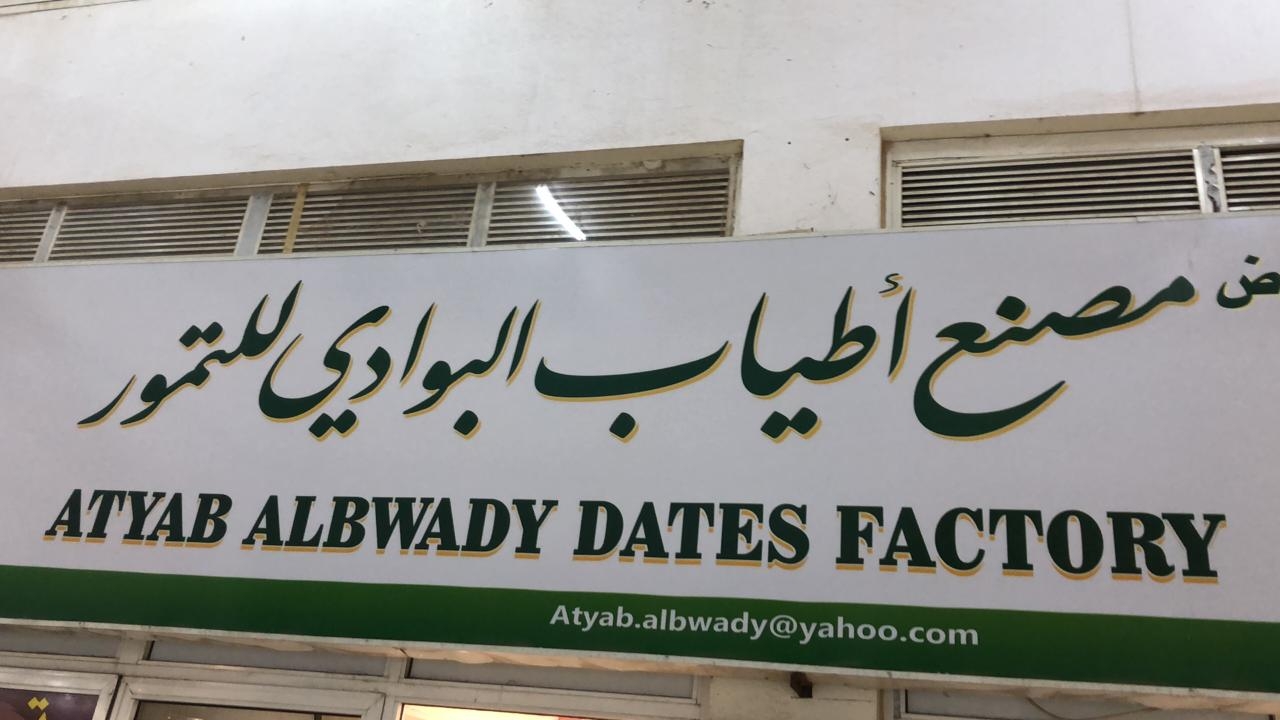 مصنع أطياب البوادي للتمور
ATYAB ALBWADY DATES FACTORY
Atyab.albwady@yahoo.com